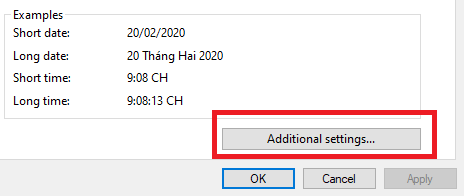 Examples
Short date: 20/02/2020
Long date: 20 Tháng Hai 2020
Short time: 9:08 CH
Long time: 9:08:13 CH
Additional settings...
OK Cancel Apply